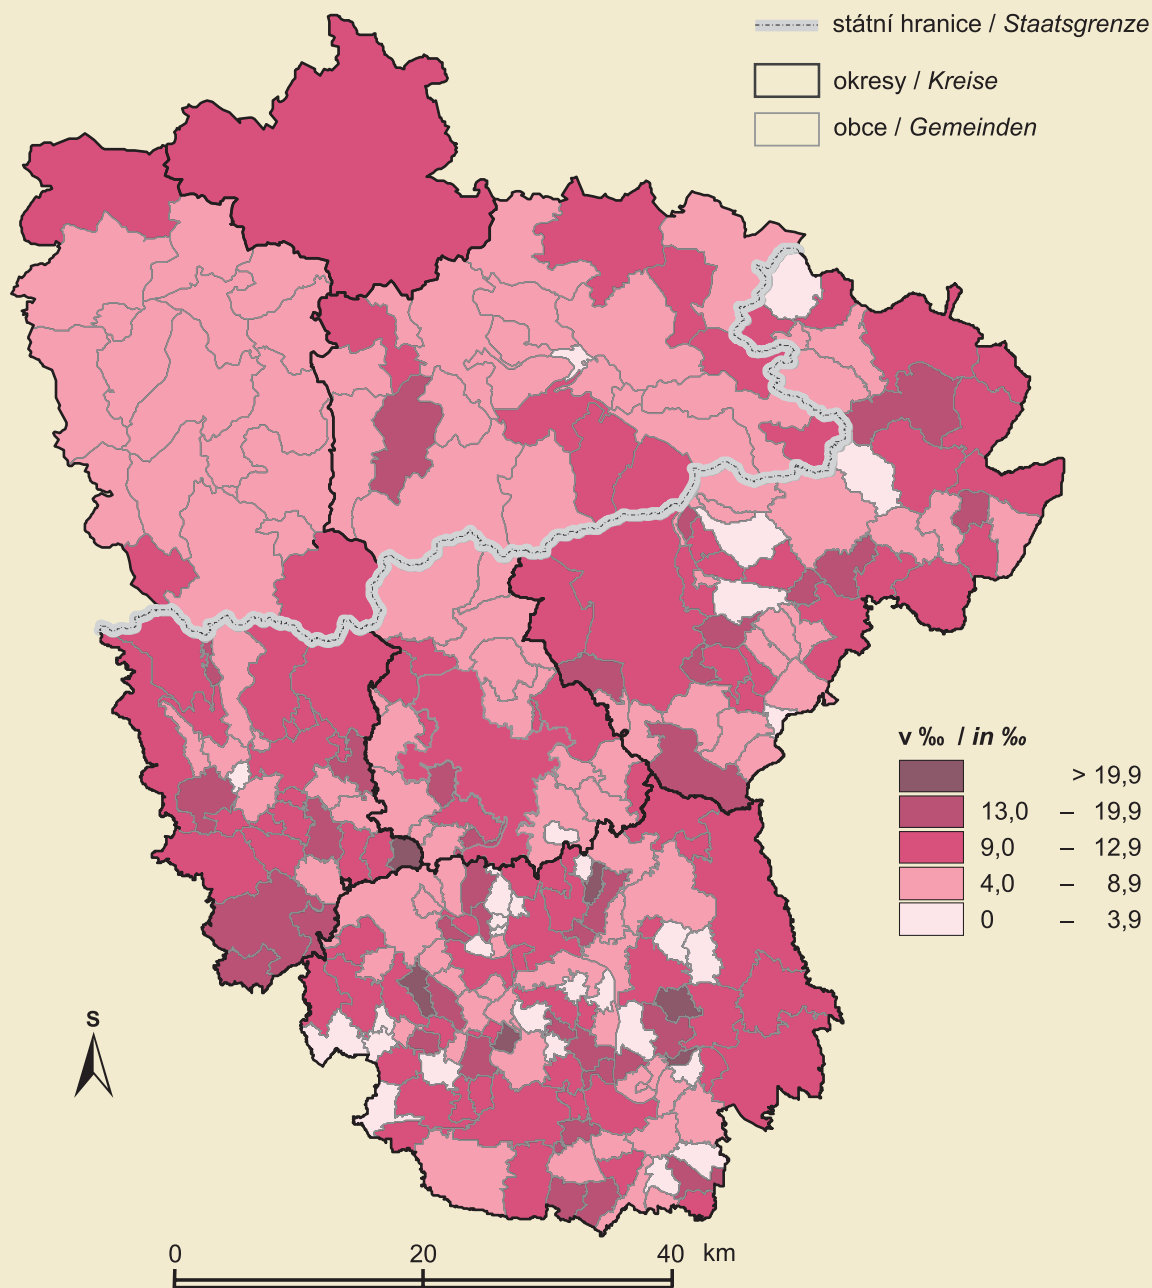 státní hranice / Staatsgrenze
okresy / Kreise
obce / Gemeinden
v ‰ / in ‰
> 19,9
13,0 – 19,9
9,0 – 12,9
4,0 – 8,9
0 – 3,9
S
0 20 40 km